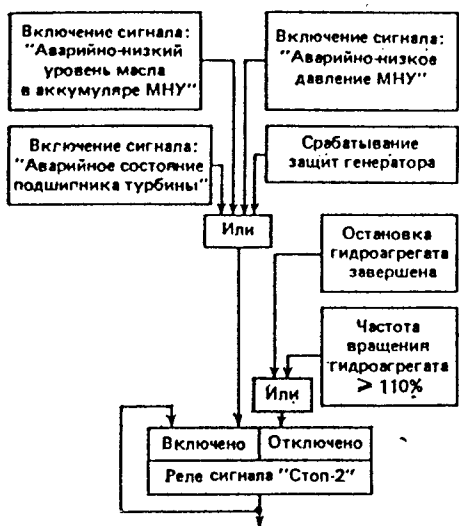 Включение сигнала:
"Аварийно-низкий
уровень масла
в аккумуляре МНУ"
Включение сигнала:
"Аварийно-низкое
давление МНУ"
Включение сигнала:
"Аварийное состояние
подшипника турбины"
Срабатывание
защит генератора
Или
Остановка
гидроагрегата
завершена
Частота
вращения
гидроагрегата
⩾ 110%
Или
Включено
Отключено
Реле сигнала "Стоп-2"